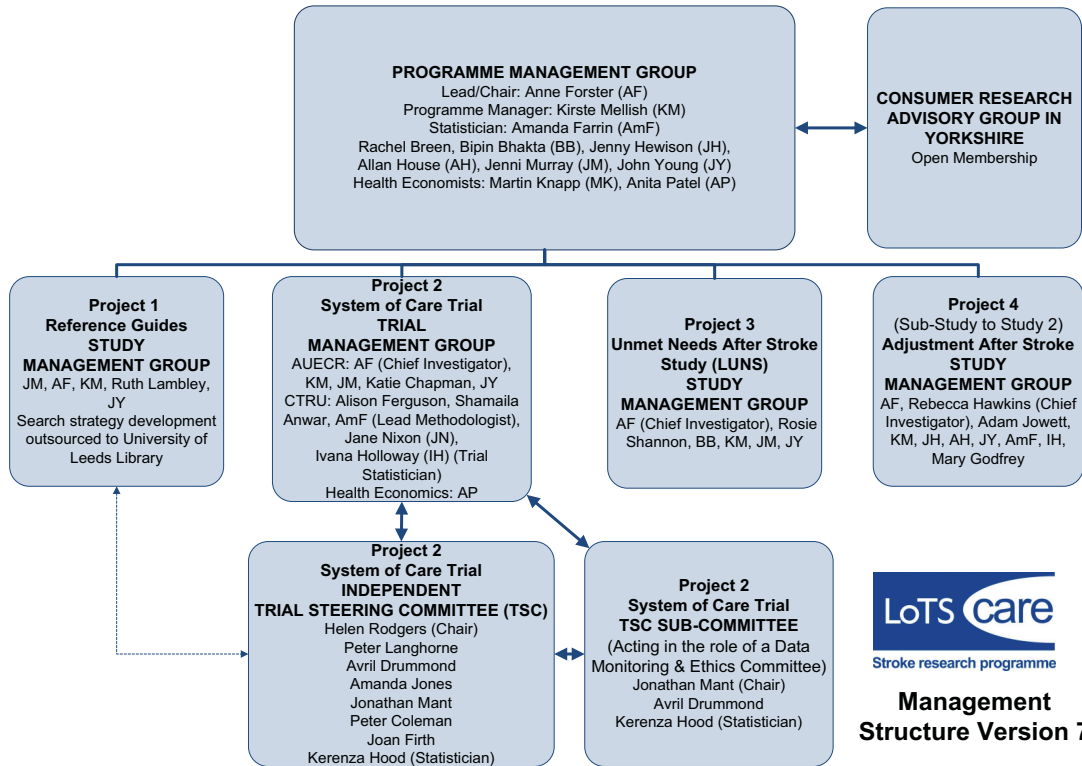 PROGRAMME MANAGEMENT GROUP
Lead/Chair: Anne Forster (AF)
Programme Manager: Kirste Mellish (KM)
Statistician: Amanda Farrin (AmF)
Rachel Breen, Bipin Bhakta (BB), Jenny Hewison (JH),
Allan House (AH), Jenni Murray (JM), John Young (JY)
Health Economists: Martin Knapp (MK), Anita Patel (AP)
CONSUMER RESEARCH
ADVISORY GROUP IN
YORKSHIRE
Open Membership
Project 1
Reference Guides
STUDY
MANAGEMENT GROUP
JM, AF, KM, Ruth Lambley,
JY
Search strategy development
outsourced to University of
Leeds Library
Project 2
System of Care Trial
TRIAL
MANAGEMENT GROUP
AUECR: AF (Chief Investigator),
KM, JM, Katie Chapman, JY
CTRU: Alison Ferguson, Shamaila
Anwar, AmF (Lead Methodologist),
Jane Nixon (JN),
Ivana Holloway (IH) (Trial
Statistician)
Health Economics: AP
Project 3
Unmet Needs After Stroke
Study (LUNS)
STUDY
MANAGEMENT GROUP
AF (Chief Investigator), Rosie
Shannon, BB, KM, JM, JY
Project 4
(Sub-Study to Study 2)
Adjustment After Stroke
STUDY
MANAGEMENT GROUP
AF, Rebecca Hawkins (Chief
Investigator), Adam Jowett,
KM, JH, AH, JY, AmF, IH,
Mary Godfrey
Project 2
System of Care Trial
INDEPENDENT
TRIAL STEERING COMMITTEE (TSC)
Helen Rodgers (Chair)
Peter Langhorne
Avril Drummond
Amanda Jones
Jonathan Mant
Peter Coleman
Joan Firth
Kerenza Hood (Statistician)
Project 2
System of Care Trial
TSC SUB-COMMITTEE
(Acting in the role of a Data
Monitoring & Ethics Committee)
Jonathan Mant (Chair)
Avril Drummond
Kerenza Hood (Statistician)
LoTS care
Stroke research programme
Management
Structure Version 7